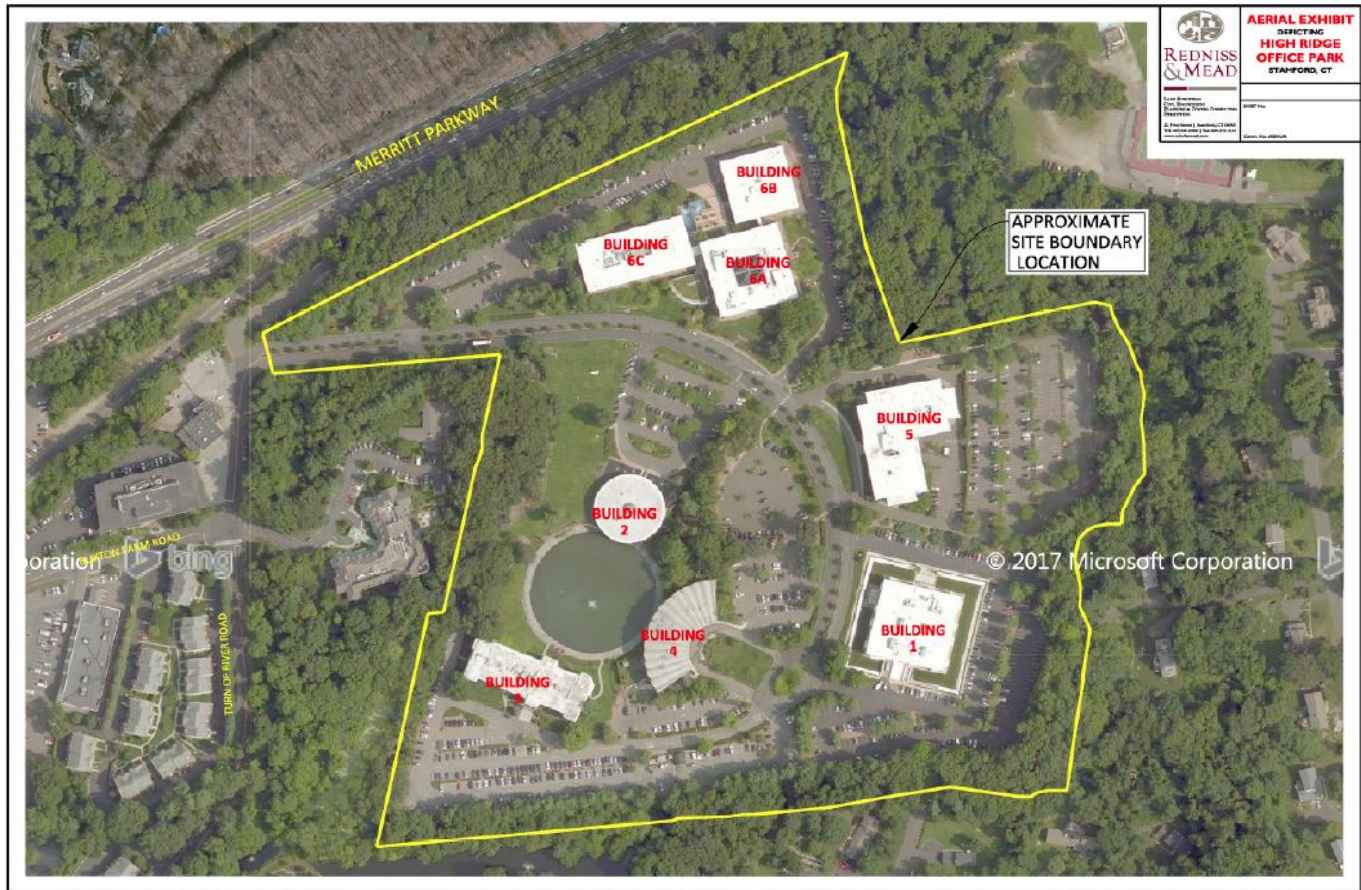 REDNISS
& MEAD
AERIAL EXHIBIT
DEPICTING
HIGH RIDGE
OFFICE PARK
STAMFORD, CT
MERRITT PARKWAY
BUILDING
6B
BUILDING
6C
BUILDING
6A
APPROXIMATE
SITE BOUNDARY
LOCATION
BUILDING
5
BUILDING
2
oration
bing
© 2017 Microsoft Corporation
FARM ROAD
BUILDING
1
BUILDING
4
BUILDING
TURN OF RIVER ROAD